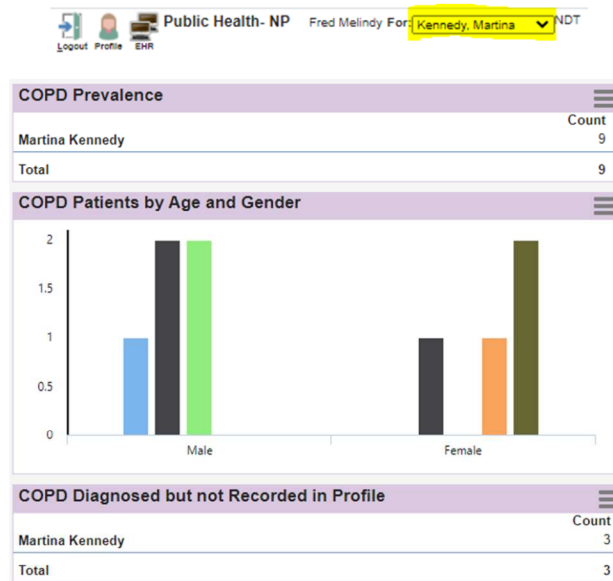 Public Health- NP Fred Melindy For: Kennedy, Martina NDT
Logout Profile EHR
COPD Prevalence
Count
Martina Kennedy 9
Total 9
COPD Patients by Age and Gender
2
1.5
1
0.5
0
Male Female
COPD Diagnosed but not Recorded in Profile
Count
Martina Kennedy 3
Total 3